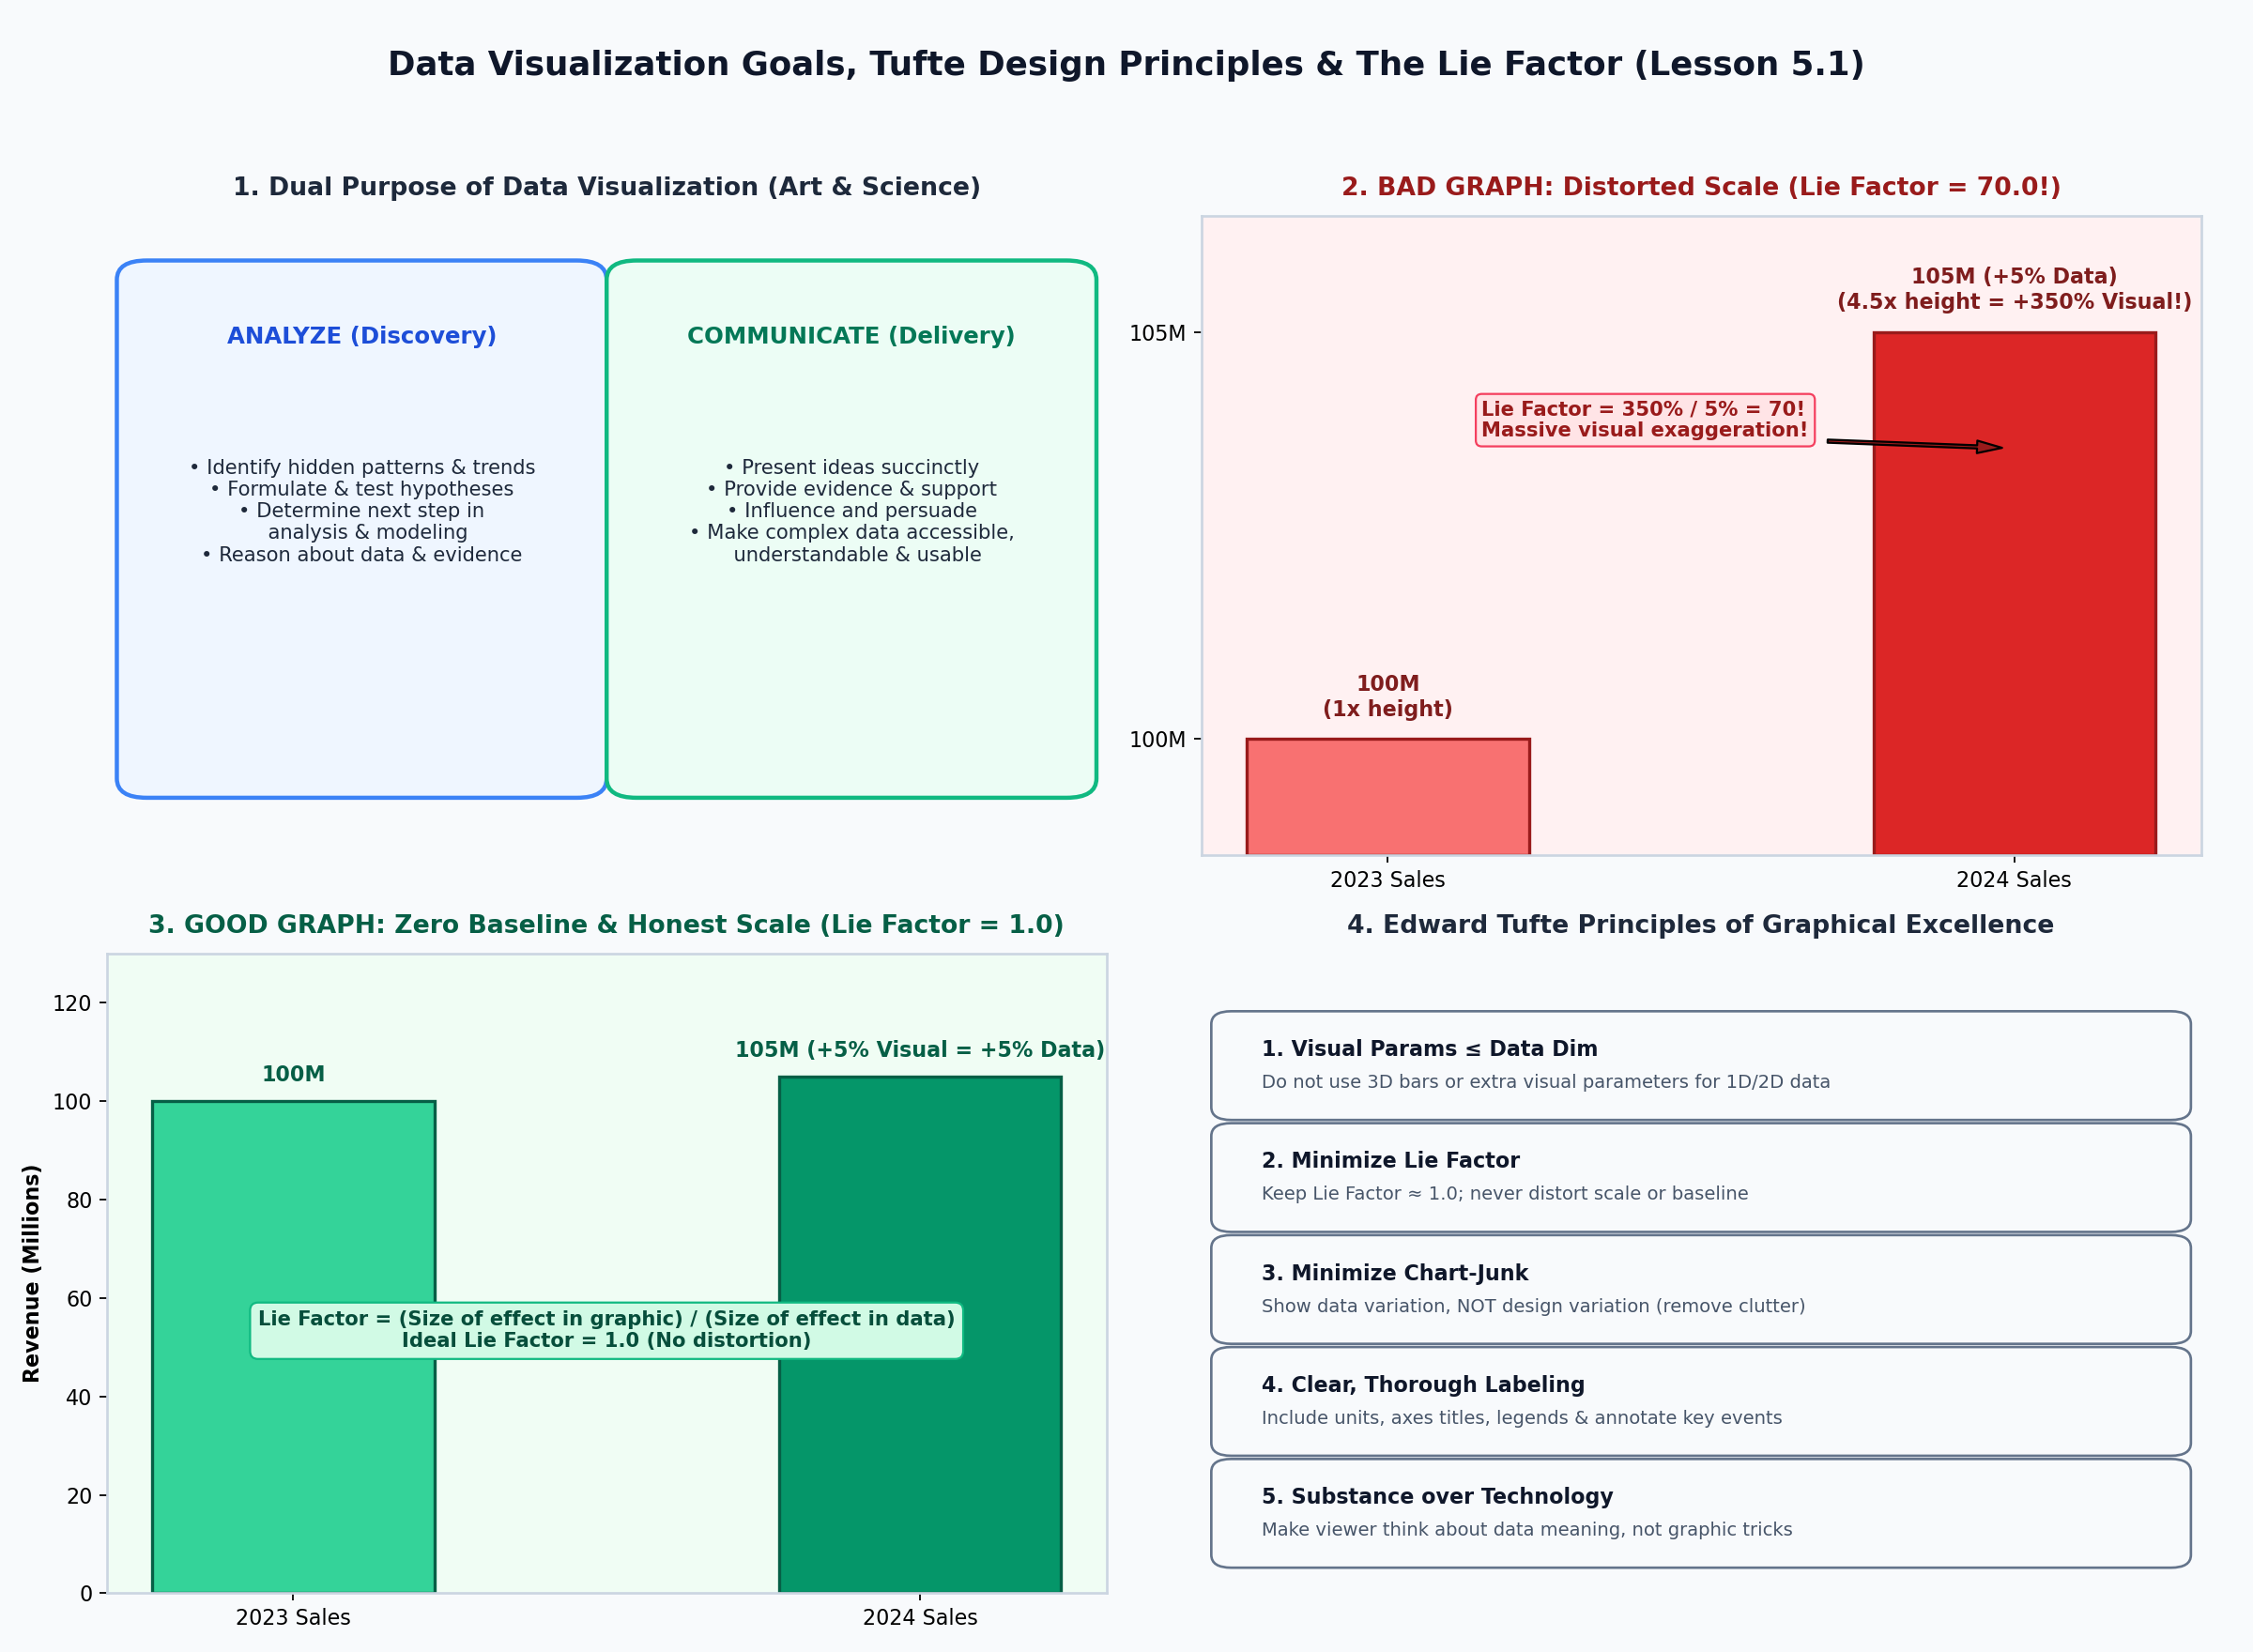 Data Visualization Goals, Tufte Design Principles & The Lie Factor (Lesson 5.1)
1. Dual Purpose of Data Visualization (Art & Science)
ANALYZE (Discovery)
• Identify hidden patterns & trends
• Formulate & test hypotheses
• Determine next step in
analysis & modeling
• Reason about data & evidence
COMMUNICATE (Delivery)
• Present ideas succinctly
• Provide evidence & support
• Influence and persuade
• Make complex data accessible,
understandable & usable
2. BAD GRAPH: Distorted Scale (Lie Factor = 70.0!)
105M (+5% Data)
(4.5x height = +350% Visual!)
105M
Lie Factor = 350% / 5% = 70!
Massive visual exaggeration!
100M
(1x height)
100M
2023 Sales
2024 Sales
3. GOOD GRAPH: Zero Baseline & Honest Scale (Lie Factor = 1.0)
Revenue (Millions)
120
100
80
60
40
20
0
100M
105M (+5% Visual = +5% Data)
Lie Factor = (Size of effect in graphic) / (Size of effect in data)
Ideal Lie Factor = 1.0 (No distortion)
2023 Sales
2024 Sales
4. Edward Tufte Principles of Graphical Excellence
1. Visual Params ≤ Data Dim
Do not use 3D bars or extra visual parameters for 1D/2D data
2. Minimize Lie Factor
Keep Lie Factor ≈ 1.0; never distort scale or baseline
3. Minimize Chart-Junk
Show data variation, NOT design variation (remove clutter)
4. Clear, Thorough Labeling
Include units, axes titles, legends & annotate key events
5. Substance over Technology
Make viewer think about data meaning, not graphic tricks